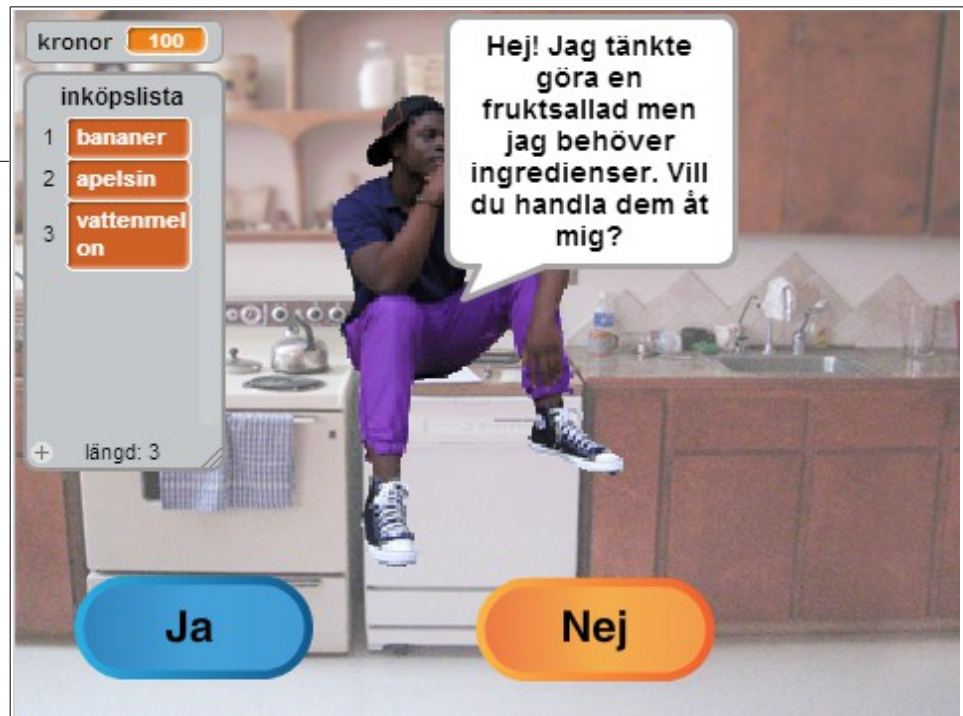 kronor 100
inköpslista
1 bananer
2 apelsin
3 vattenmel
on
+ längd: 3
Hej! Jag tänkte
göra en
fruktsallad men
jag behöver
ingredienser. Vill
du handla dem åt
mig?
Ja
Nej